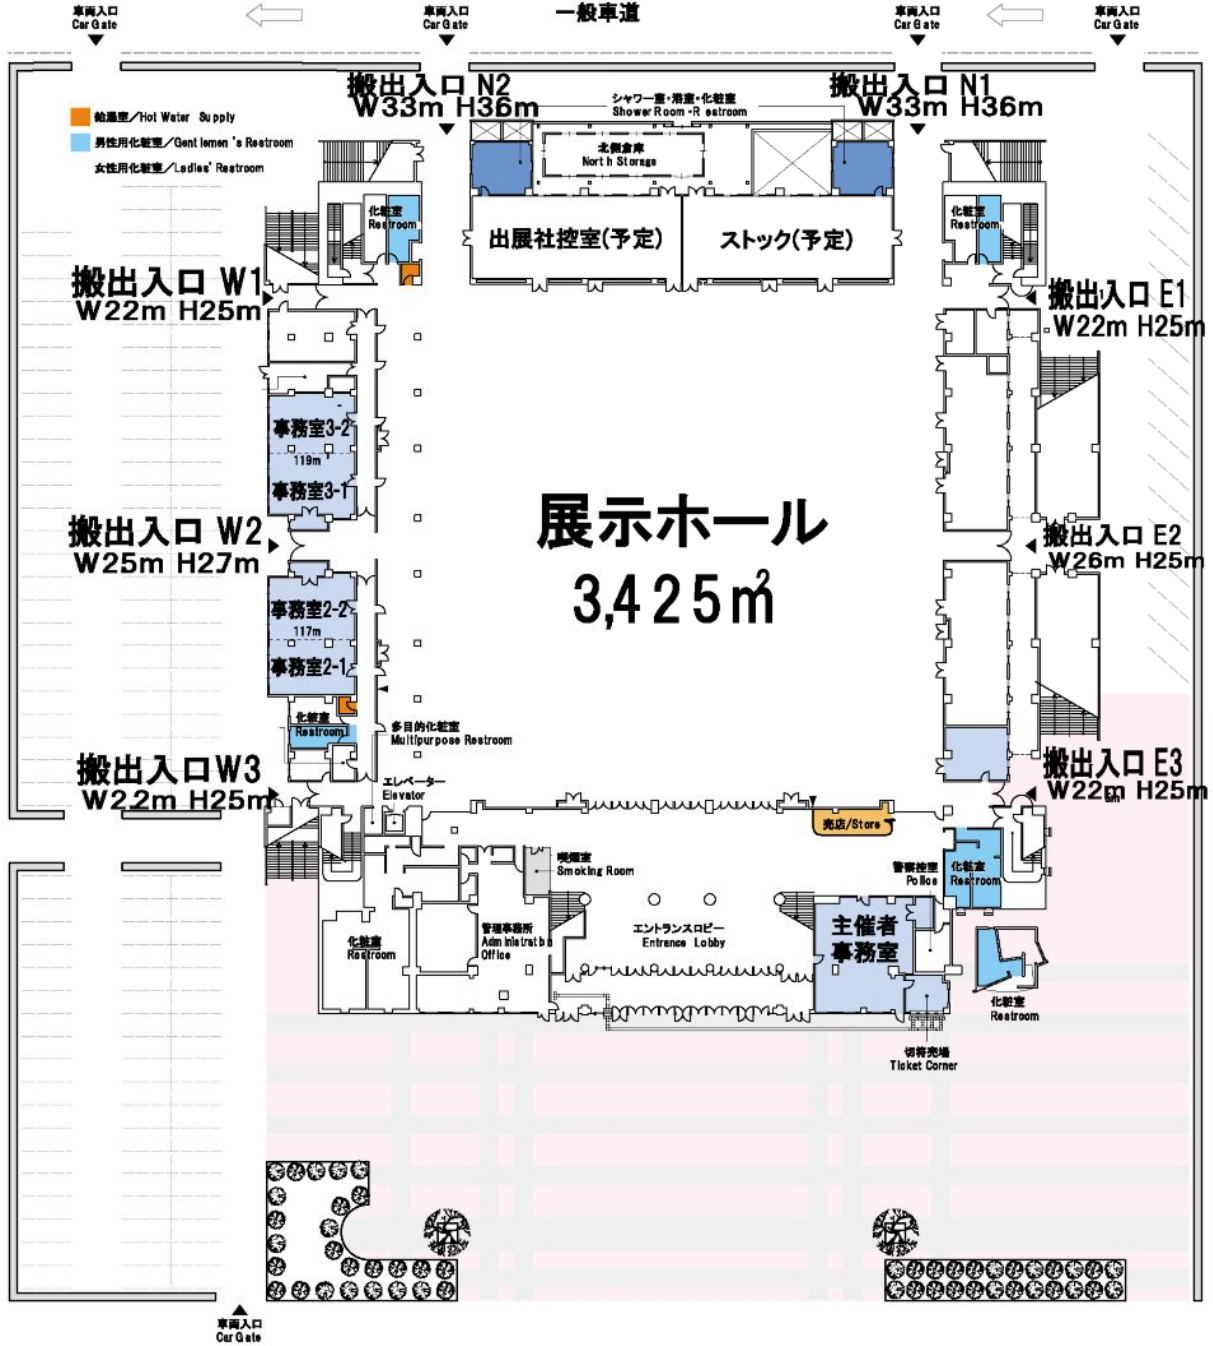 車両入口
Car Gate
車両入口
Car Gate
一般車道
車両入口
Car Gate
車両入口
Car Gate
搬出入口 N2
W33m H36m
シャワー室・浴室・化粧室
Shower Room ・Restroom
搬出入口 N1
W33m H36m
給湯室／Hot Water Supply
男性用化粧室／Gentlemen's Restroom
女性用化粧室／Ladies' Restroom
北側倉庫
North Storage
化粧室
Restroom
出展社控室(予定)
ストック(予定)
化粧室
Restroom
搬出入口 W1
W22m H25m
搬出入口 E1
W22m H25m
事務室3-2
119m
事務室3-1
展示ホール
3,425㎡
搬出入口 W2
W25m H27m
搬出入口 E2
W26m H25m
事務室2-2
117m
事務室2-1
化粧室
Restroom
多目的化粧室
Multipurpose Restroom
搬出入口W3
W22m H25m
エレベーター
Elevator
搬出入口 E3
W22m H25m
売店/Store
喫煙室
Smoking Room
警察控室
Police
化粧室
Restroom
化粧室
Restroom
管理事務所
Administration
Office
エントランスロビー
Entrance Lobby
主催者
事務室
化粧室
Restroom
切符売場
Ticket Corner
車両入口
Car Gate